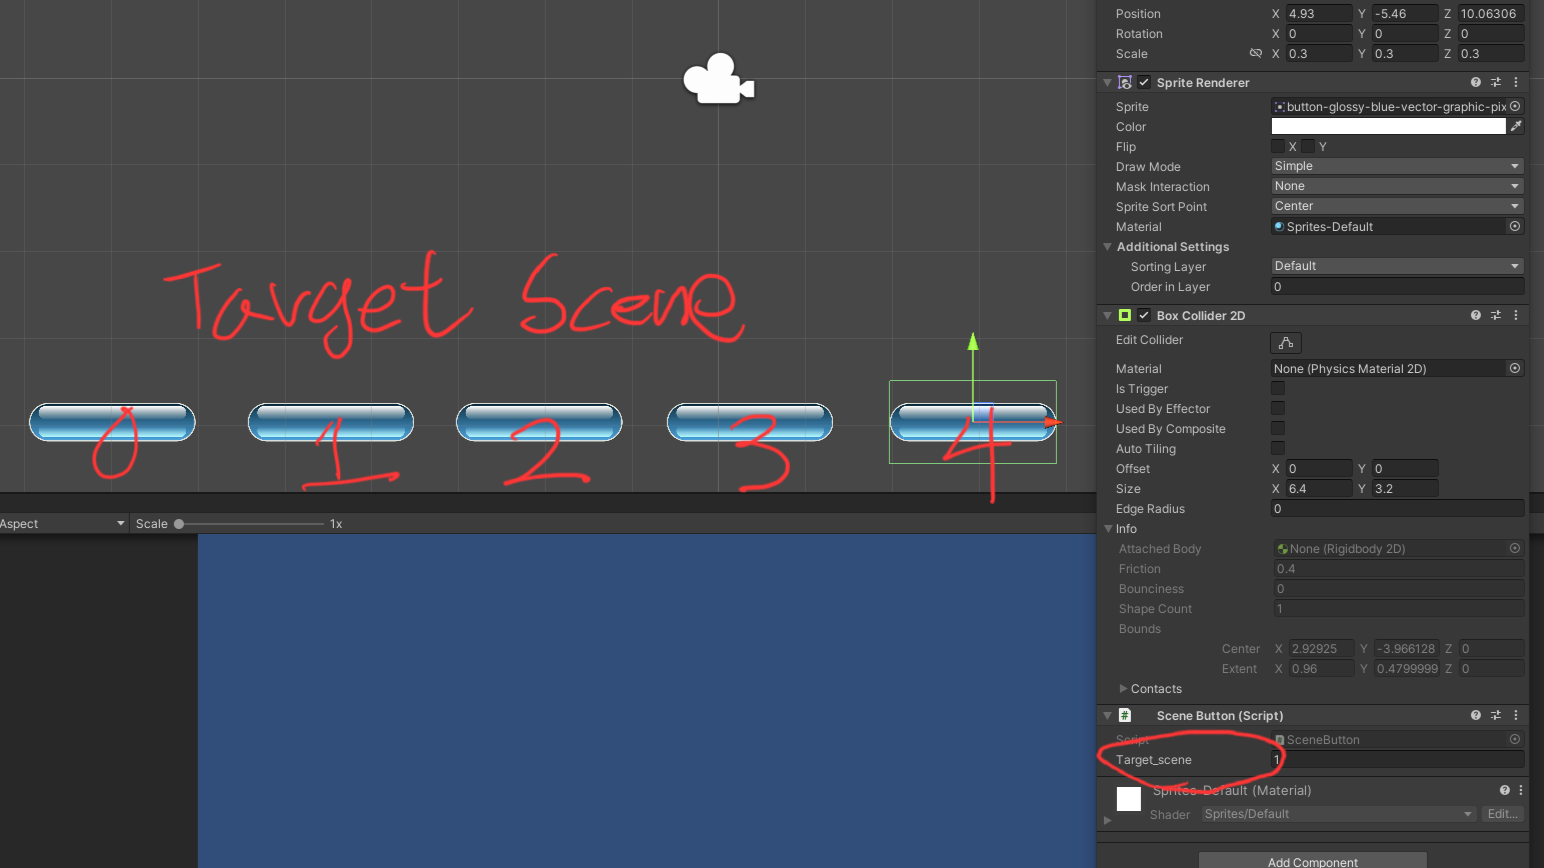 Position X 4.93 Y -5.46 Z 10.06306
Rotation X 0 Y 0 Z 0
Scale X 0.3 Y 0.3 Z 0.3
Sprite Renderer
Sprite button-glossy-blue-vector-graphic-pix
Color
Flip X Y
Draw Mode Simple
Mask Interaction None
Sprite Sort Point Center
Material Sprites-Default
Additional Settings
Sorting Layer Default
Order in Layer 0
Target Scene
0 1 2 3 4
Box Collider 2D
Edit Collider
Material None (Physics Material 2D)
Is Trigger
Used By Effector
Used By Composite
Auto Tiling
Offset X 0 Y 0
Size X 6.4 Y 3.2
Edge Radius 0
Aspect Scale 1x
Info
Attached Body None (Rigidbody 2D)
Friction 0.4
Bounciness 0
Shape Count 1
Bounds
Center X 2.92925 Y -3.966128 Z 0
Extent X 0.96 Y 0.4799999 Z 0
Contacts
# Scene Button (Script)
Script SceneButton
Target_scene 1
Sprites-Default (Material)
Shader Sprites/Default Edit...
Add Component